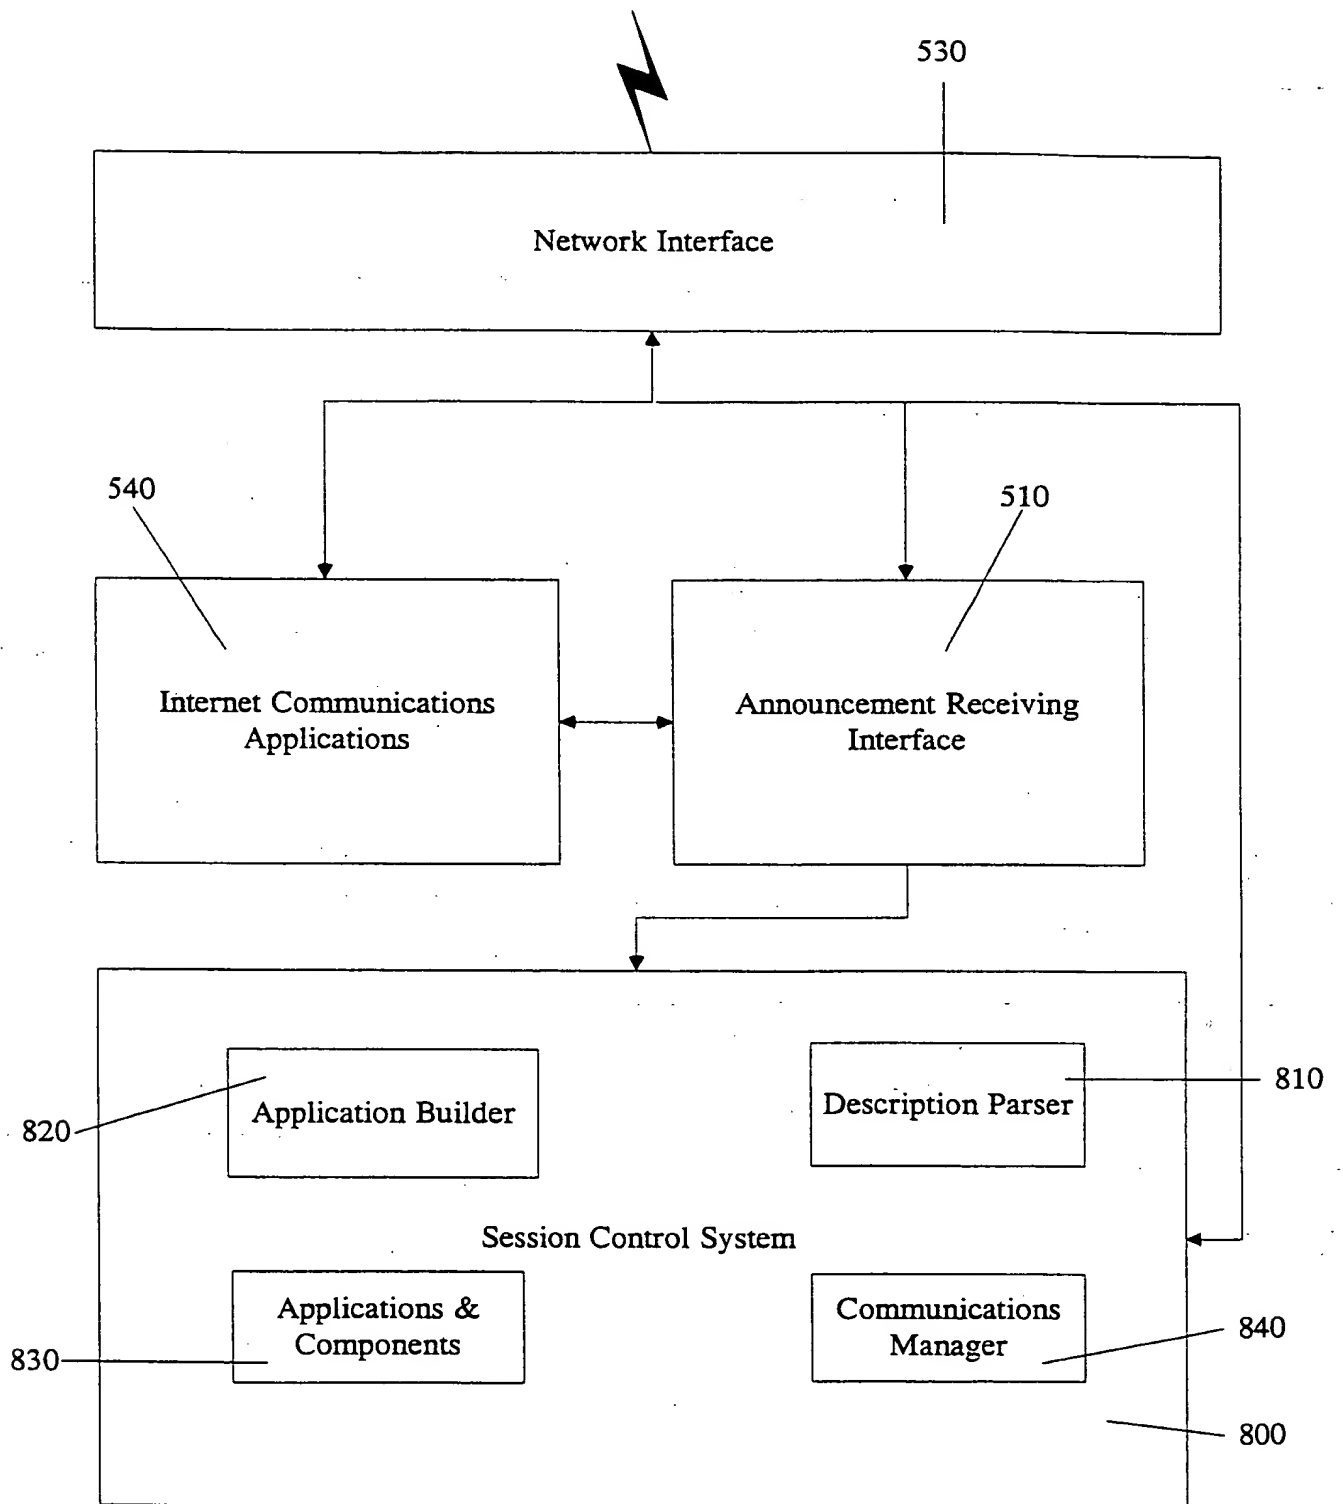 530
Network Interface
540
510
Internet Communications
Applications
Announcement Receiving
Interface
Application Builder
820
Description Parser
810
Session Control System
Applications &
Components
830
Communications
Manager
840
800